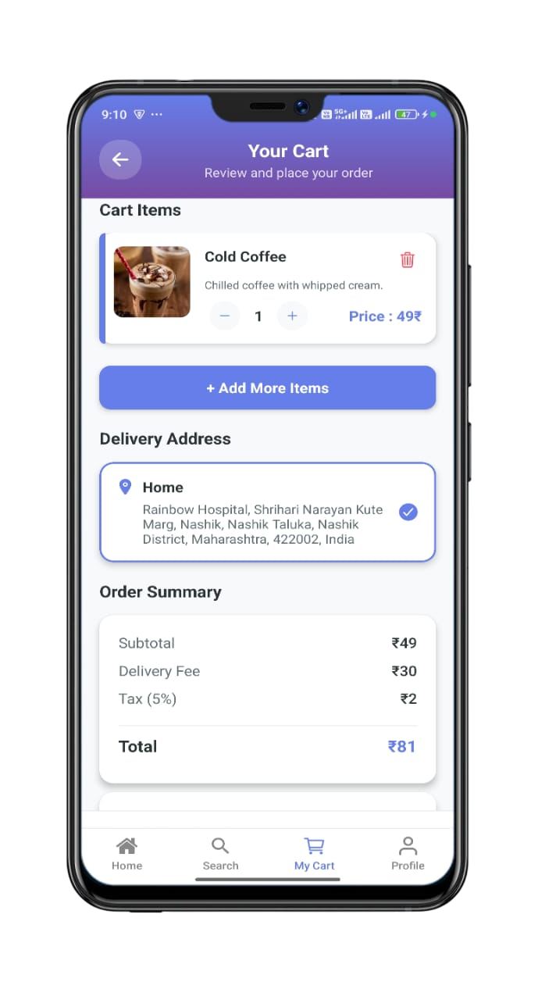 9:10
5G+
47
Your Cart
Review and place your order
Cart Items
Cold Coffee
Chilled coffee with whipped cream.
1
Price : 49₹
+ Add More Items
Delivery Address
Home
Rainbow Hospital, Shrihari Narayan Kute
Marg, Nashik, Nashik Taluka, Nashik
District, Maharashtra, 422002, India
Order Summary
Subtotal ₹49
Delivery Fee ₹30
Tax (5%) ₹2
Total ₹81
Home Search My Cart Profile